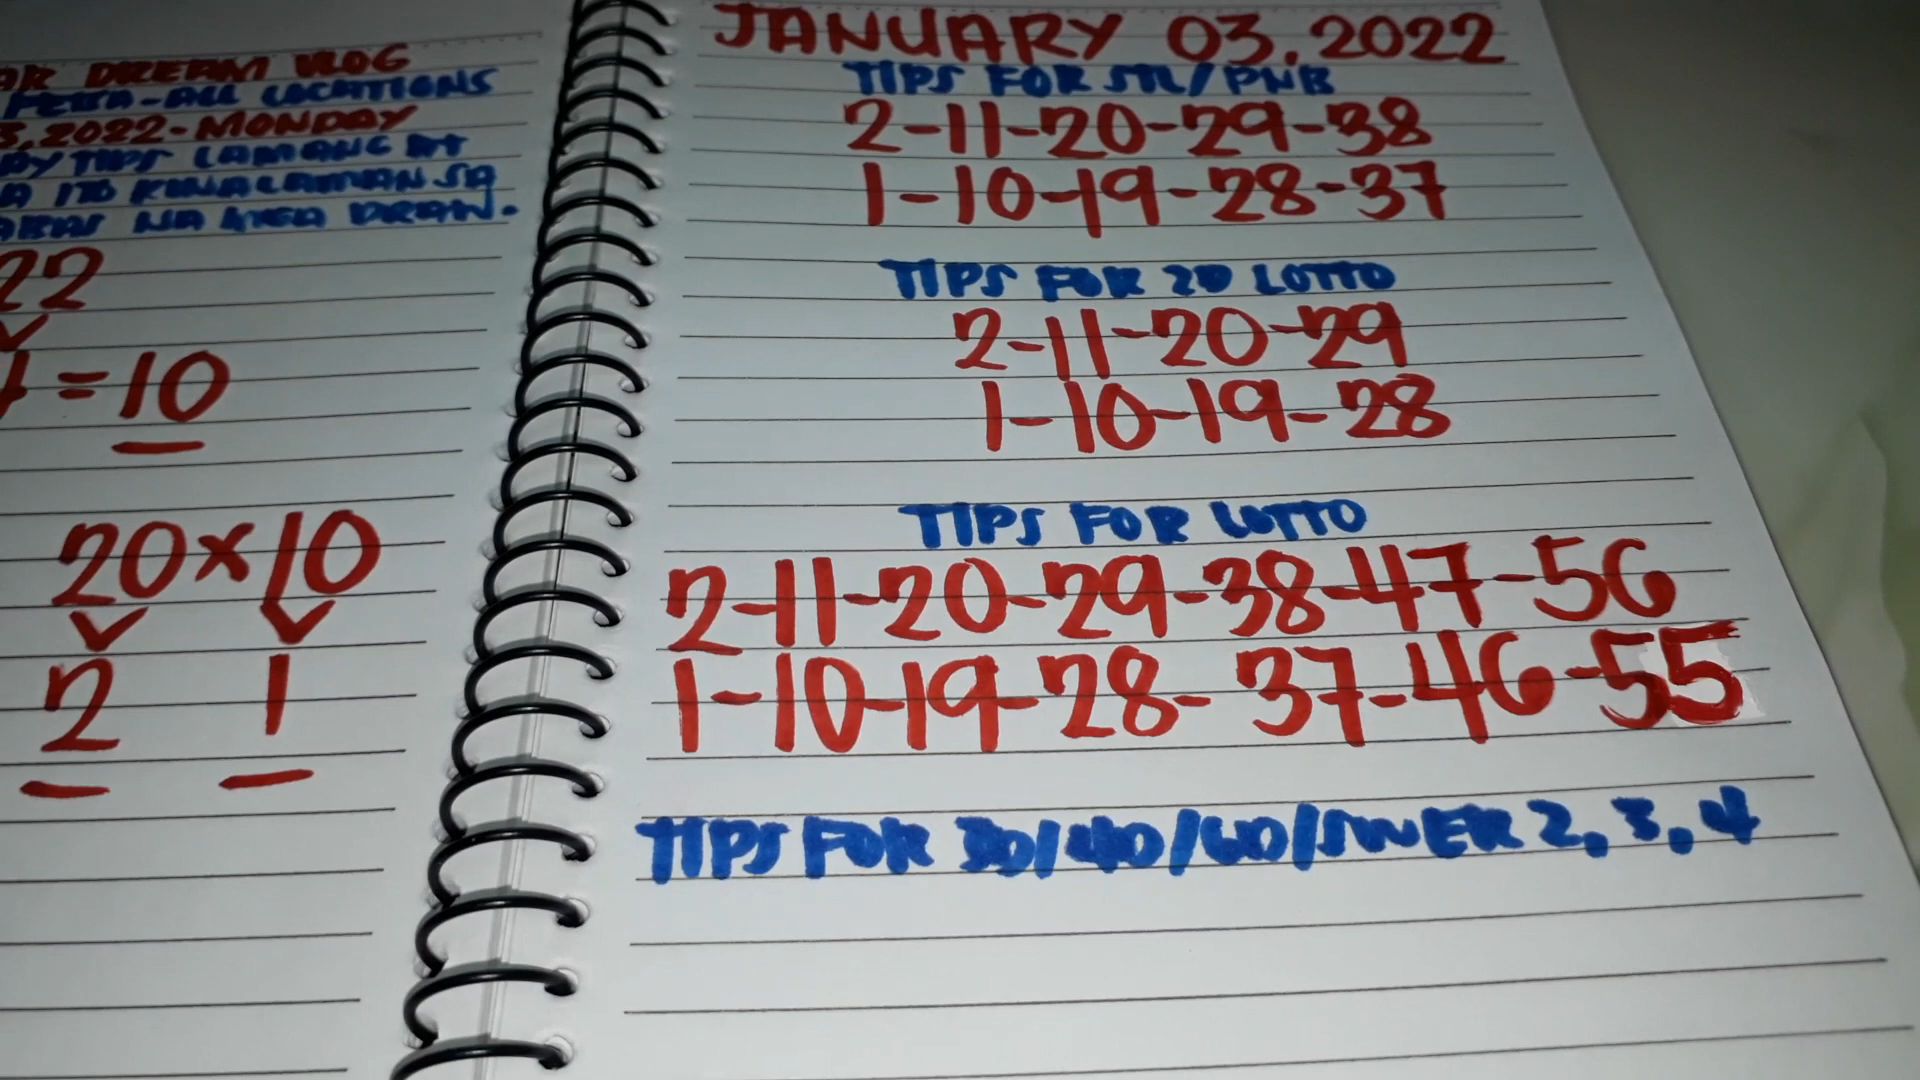 AR DREAM VLOG
PETSA-ALL LOCATIONS
3,2022-MONDAY
AY TIPS LAMANG AT
A ITO KINALAMAN SA
ABAS NA MGA DRAW.
22
= 10
20 x 10
2 1
JANUARY 03, 2022
TIPS FOR STL/PNB
2-11-20-29-38
1-10-19-28-37
TIPS FOR 2D LOTTO
2-11-20-29
1-10-19-28
TIPS FOR LOTTO
2-11-20-29-38-47-56
1-10-19-28-37-46-55
TIPS FOR 3D/4D/6D/SWER 2, 3, 4